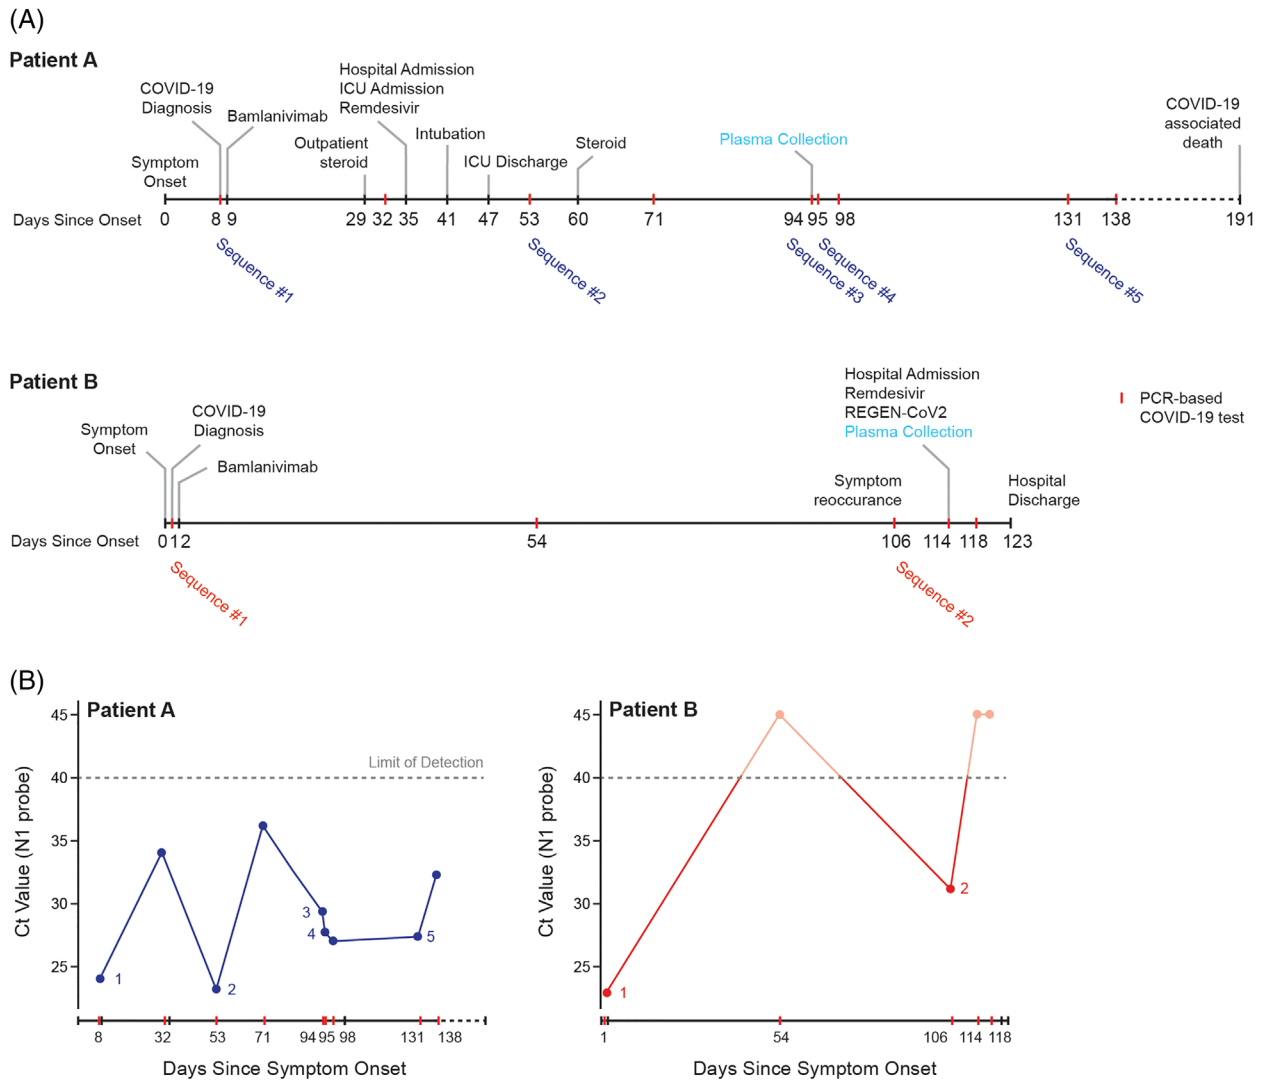 (A)
Patient A
Hospital Admission
ICU Admission
Remdesivir
COVID-19
Diagnosis
Bamlanivimab
Outpatient
steroid
Intubation
ICU Discharge
Steroid
Plasma Collection
COVID-19
associated
death
Symptom
Onset
Days Since Onset
0 8 9 29 32 35 41 47 53 60 71 94 95 98 131 138 191
Sequence #1
Sequence #2
Sequence #3
Sequence #4
Sequence #5
Patient B
Symptom
Onset
COVID-19
Diagnosis
Bamlanivimab
Hospital Admission
Remdesivir
REGEN-CoV2
Plasma Collection
Symptom
reoccurance
Hospital
Discharge
PCR-based
COVID-19 test
Days Since Onset
0 1 2 54 106 114 118 123
Sequence #1
Sequence #2
(B)
Patient A
Ct Value (N1 probe)
45
40
35
30
25
Limit of Detection
1
2
3
4
5
8 32 53 71 94 95 98 131 138
Days Since Symptom Onset
Patient B
Ct Value (N1 probe)
45
40
35
30
25
1
2
1 54 106 114 118
Days Since Symptom Onset